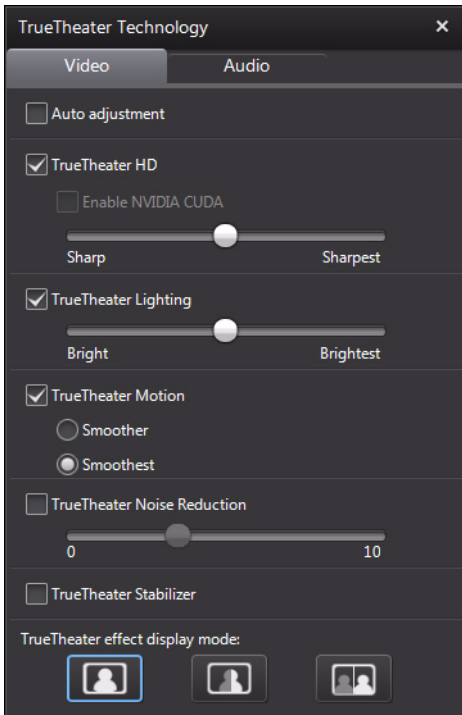 TrueTheater Technology
Video Audio
Auto adjustment
TrueTheater HD
Enable NVIDIA CUDA
Sharp Sharpest
TrueTheater Lighting
Bright Brightest
TrueTheater Motion
Smoother
Smoothest
TrueTheater Noise Reduction
0 10
TrueTheater Stabilizer
TrueTheater effect display mode: